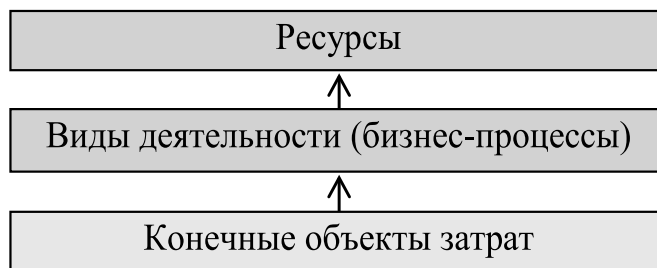 Ресурсы
Виды деятельности (бизнес-процессы)
Конечные объекты затрат